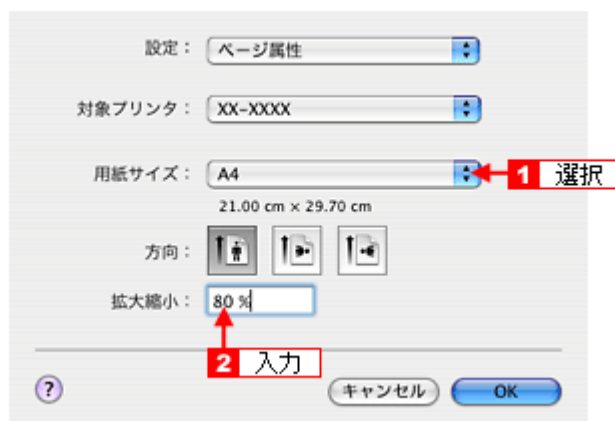 設定： ページ属性
対象プリンタ： XX-XXXX
用紙サイズ： A4 1 選択
21.00 cm × 29.70 cm
方向：
拡大縮小： 80 %
2 入力
? キャンセル OK